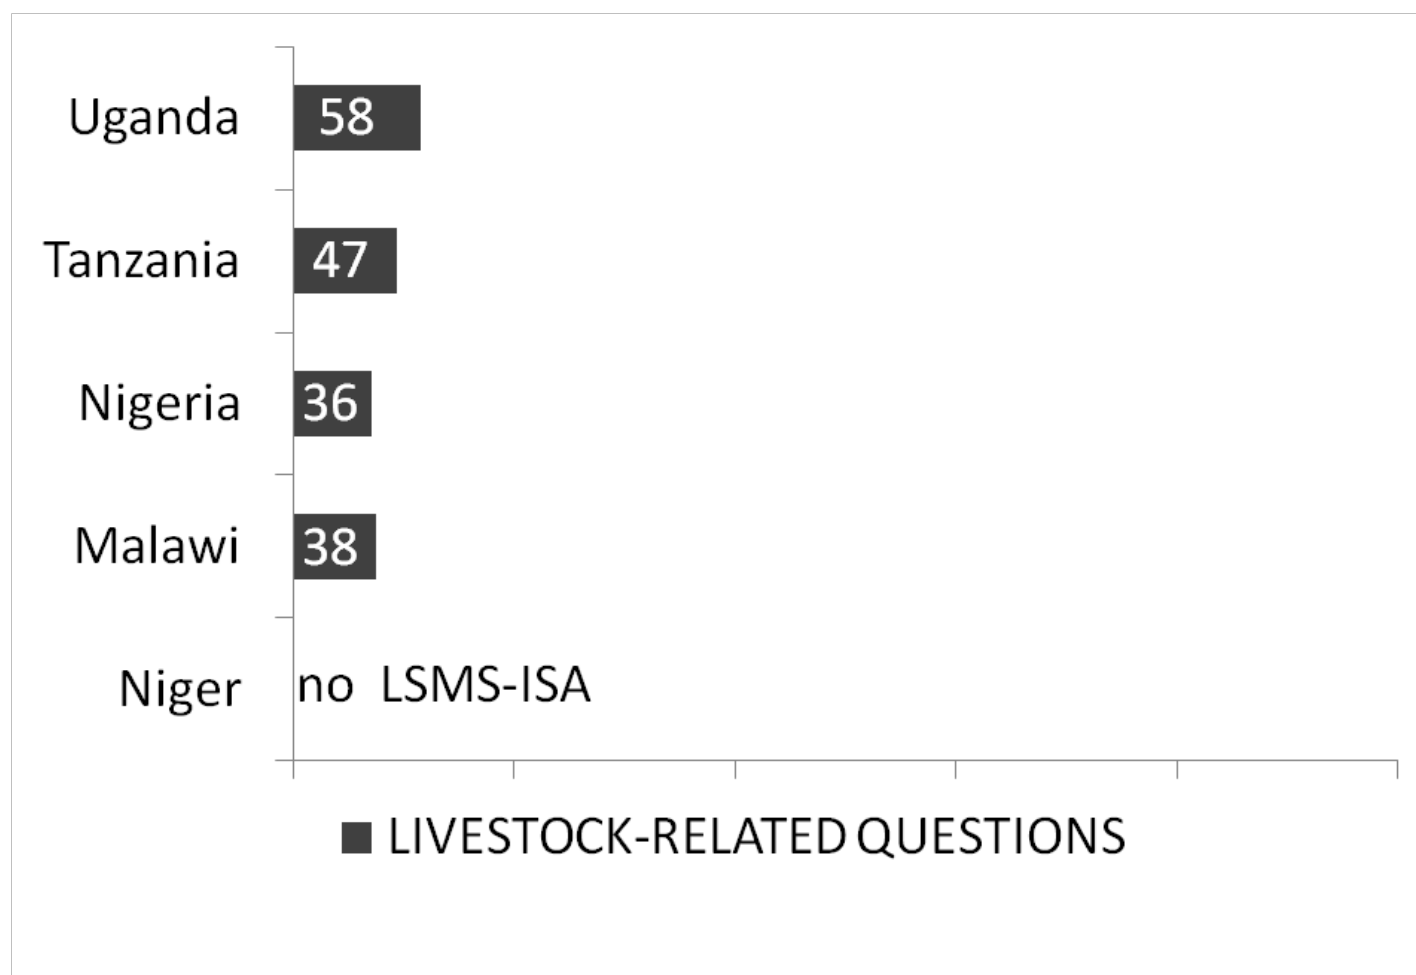 Uganda 58
Tanzania 47
Nigeria 36
Malawi 38
Niger no LSMS-ISA
LIVESTOCK-RELATED QUESTIONS